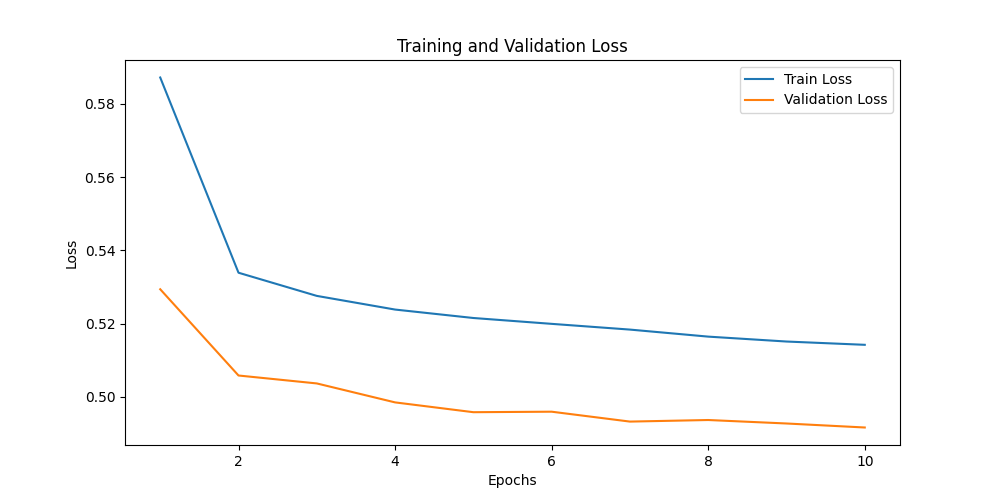 Training and Validation Loss
Train Loss
Validation Loss
Loss
0.58
0.56
0.54
0.52
0.50
2 4 6 8 10
Epochs